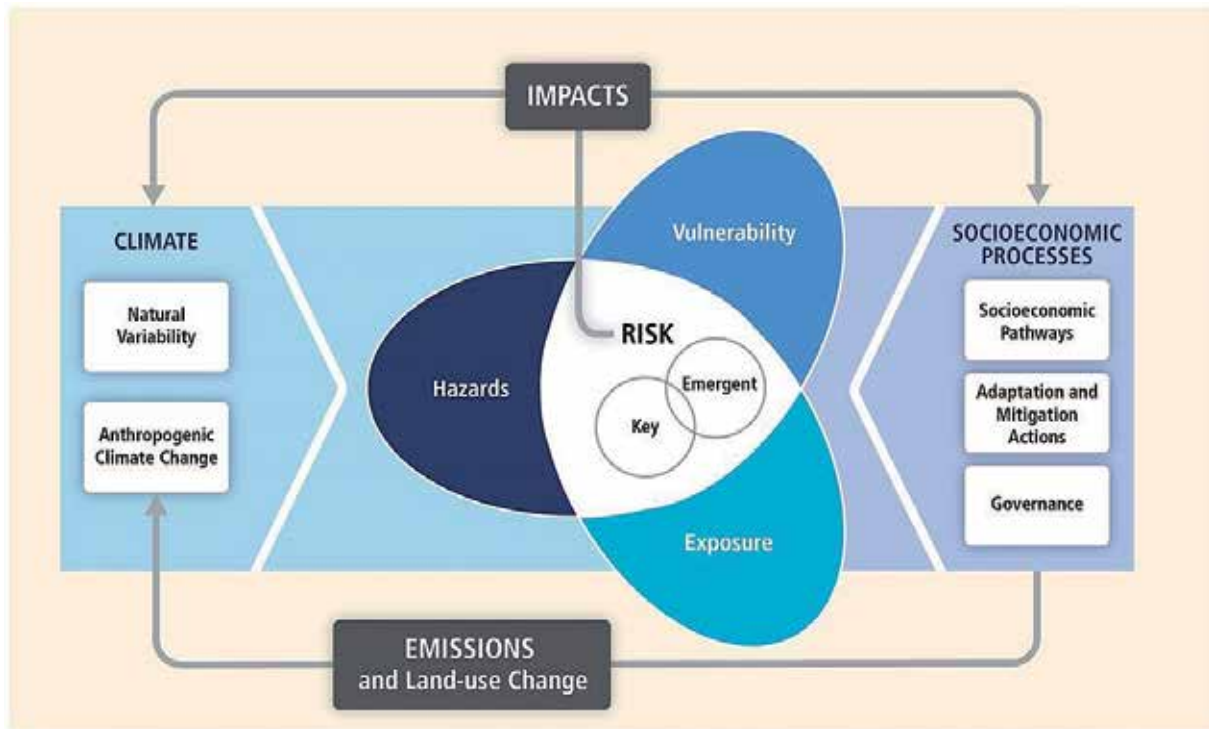 IMPACTS
CLIMATE
Natural
Variability
Anthropogenic
Climate Change
Vulnerability
Hazards
RISK
Emergent
Key
Exposure
SOCIOECONOMIC
PROCESSES
Socioeconomic
Pathways
Adaptation and
Mitigation
Actions
Governance
EMISSIONS
and Land-use Change